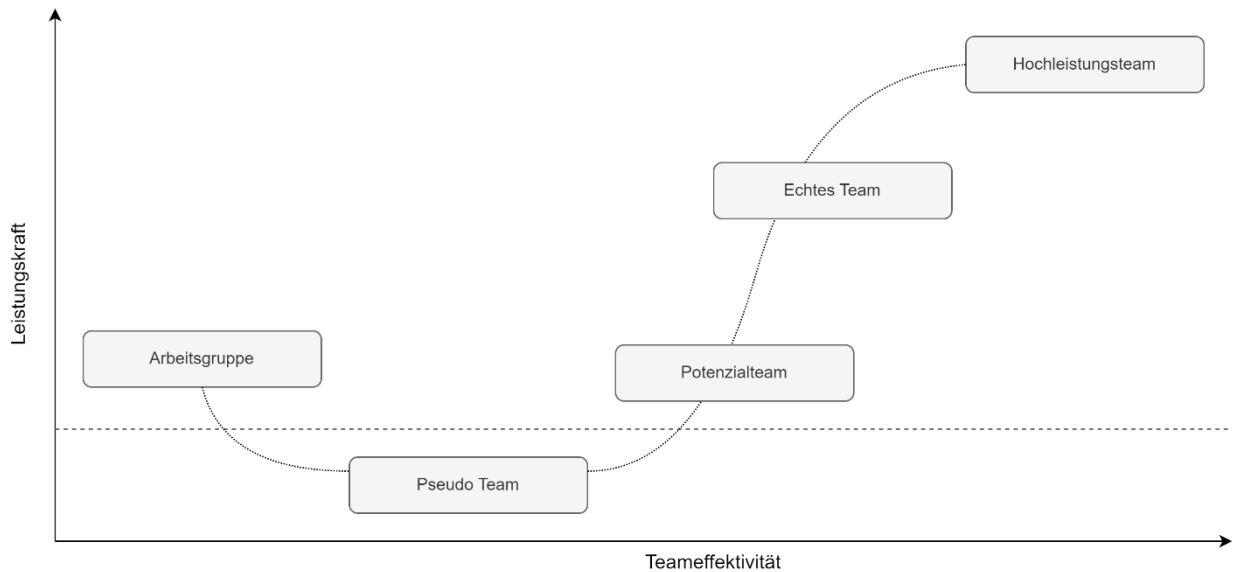 Hochleistungsteam
Echtes Team
Leistungskraft
Arbeitsgruppe
Potenzialteam
Pseudo Team
Teameffektivität